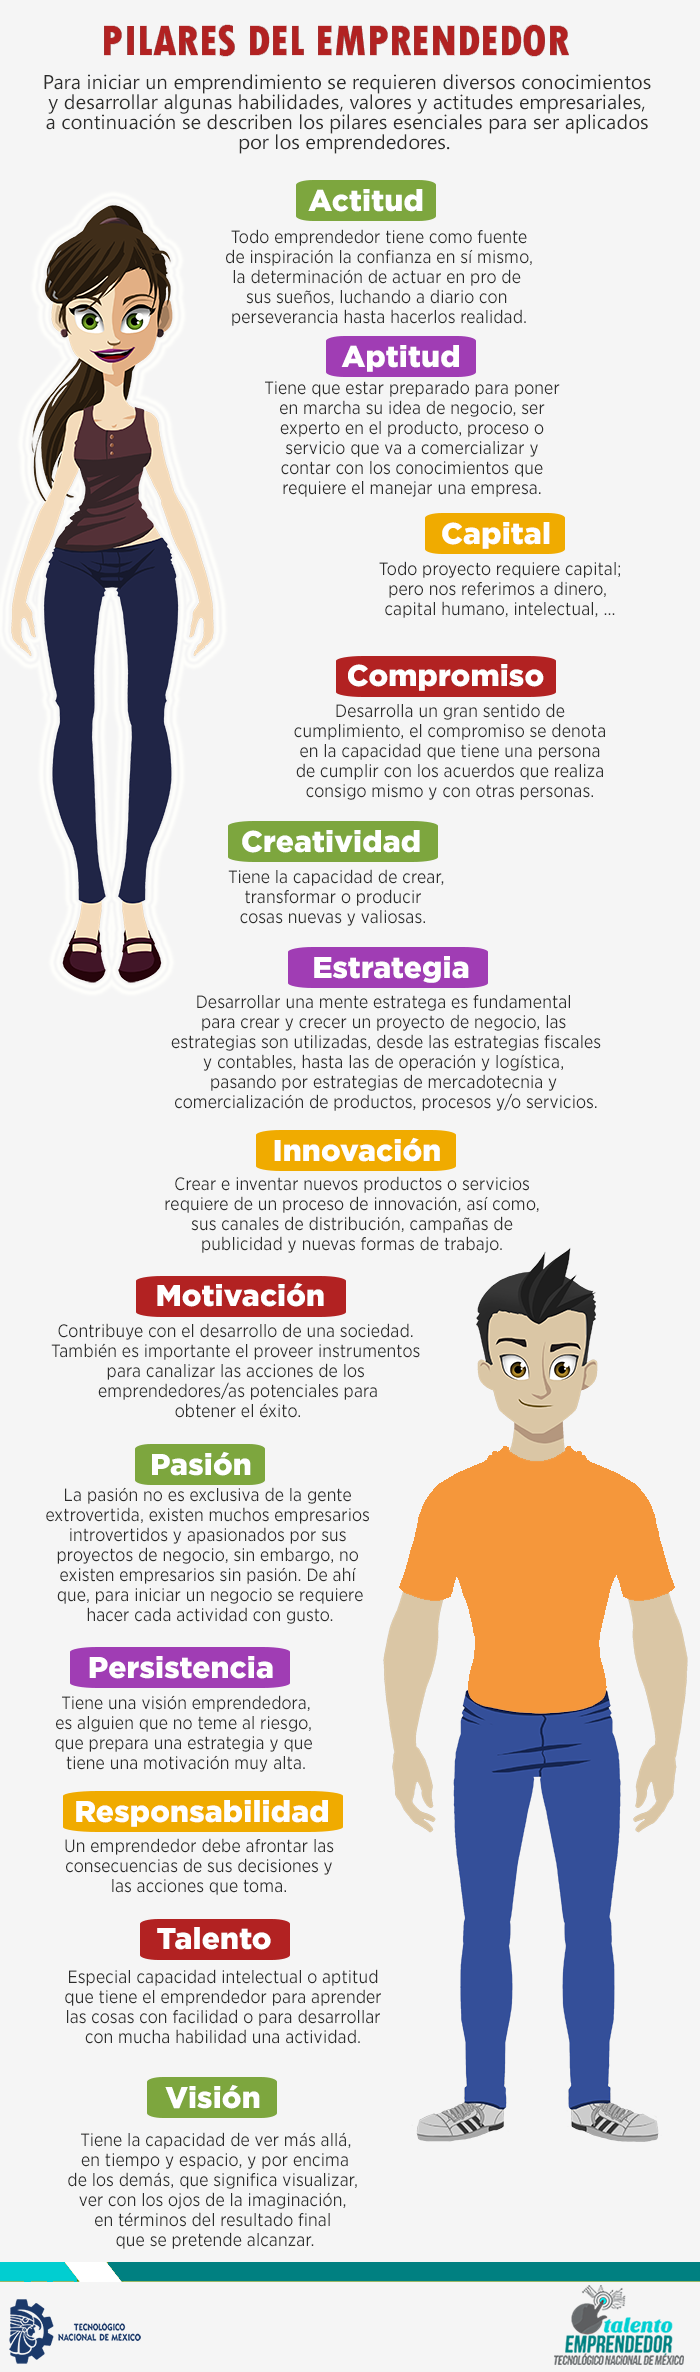 PILARES DEL EMPRENDEDOR
Para iniciar un emprendimiento se requieren diversos conocimientos
y desarrollar algunas habilidades, valores y actitudes empresariales,
a continuación se describen los pilares esenciales para ser aplicados
por los emprendedores.
Actitud
Todo emprendedor tiene como fuente
de inspiración la confianza en sí mismo,
la determinación de actuar en pro de
sus sueños, luchando a diario con
perseverancia hasta hacerlos realidad.
Aptitud
Tiene que estar preparado para poner
en marcha su idea de negocio, ser
experto en el producto, proceso o
servicio que va a comercializar y
contar con los conocimientos que
requiere el manejar una empresa.
Capital
Todo proyecto requiere capital;
pero nos referimos a dinero,
capital humano, intelectual, ...
Compromiso
Desarrolla un gran sentido de
cumplimiento, el compromiso se denota
en la capacidad que tiene una persona
de cumplir con los acuerdos que realiza
consigo mismo y con otras personas.
Creatividad
Tiene la capacidad de crear,
transformar o producir
cosas nuevas y valiosas.
Estrategia
Desarrollar una mente estratega es fundamental
para crear y crecer un proyecto de negocio, las
estrategias son utilizadas, desde las estrategias fiscales
y contables, hasta las de operación y logística,
pasando por estrategias de mercadotecnia y
comercialización de productos, procesos y/o servicios.
Innovación
Crear e inventar nuevos productos o servicios
requiere de un proceso de innovación, así como,
sus canales de distribución, campañas de
publicidad y nuevas formas de trabajo.
Motivación
Contribuye con el desarrollo de una sociedad.
También es importante el proveer instrumentos
para canalizar las acciones de los
emprendedores/as potenciales para
obtener el éxito.
Pasión
La pasión no es exclusiva de la gente
extrovertida, existen muchos empresarios
introvertidos y apasionados por sus
proyectos de negocio, sin embargo, no
existen empresarios sin pasión. De ahí
que, para iniciar un negocio se requiere
hacer cada actividad con gusto.
Persistencia
Tiene una visión emprendedora,
es alguien que no teme al riesgo,
que prepara una estrategia y que
tiene una motivación muy alta.
Responsabilidad
Un emprendedor debe afrontar las
consecuencias de sus decisiones y
las acciones que toma.
Talento
Especial capacidad intelectual o aptitud
que tiene el emprendedor para aprender
las cosas con facilidad o para desarrollar
con mucha habilidad una actividad.
Visión
Tiene la capacidad de ver más allá,
en tiempo y espacio, y por encima
de los demás, que significa visualizar,
ver con los ojos de la imaginación,
en términos del resultado final
que se pretende alcanzar.
TECNOLÓGICO
NACIONAL DE MÉXICO
talento
EMPRENDEDOR
TECNOLÓGICO NACIONAL DE MÉXICO